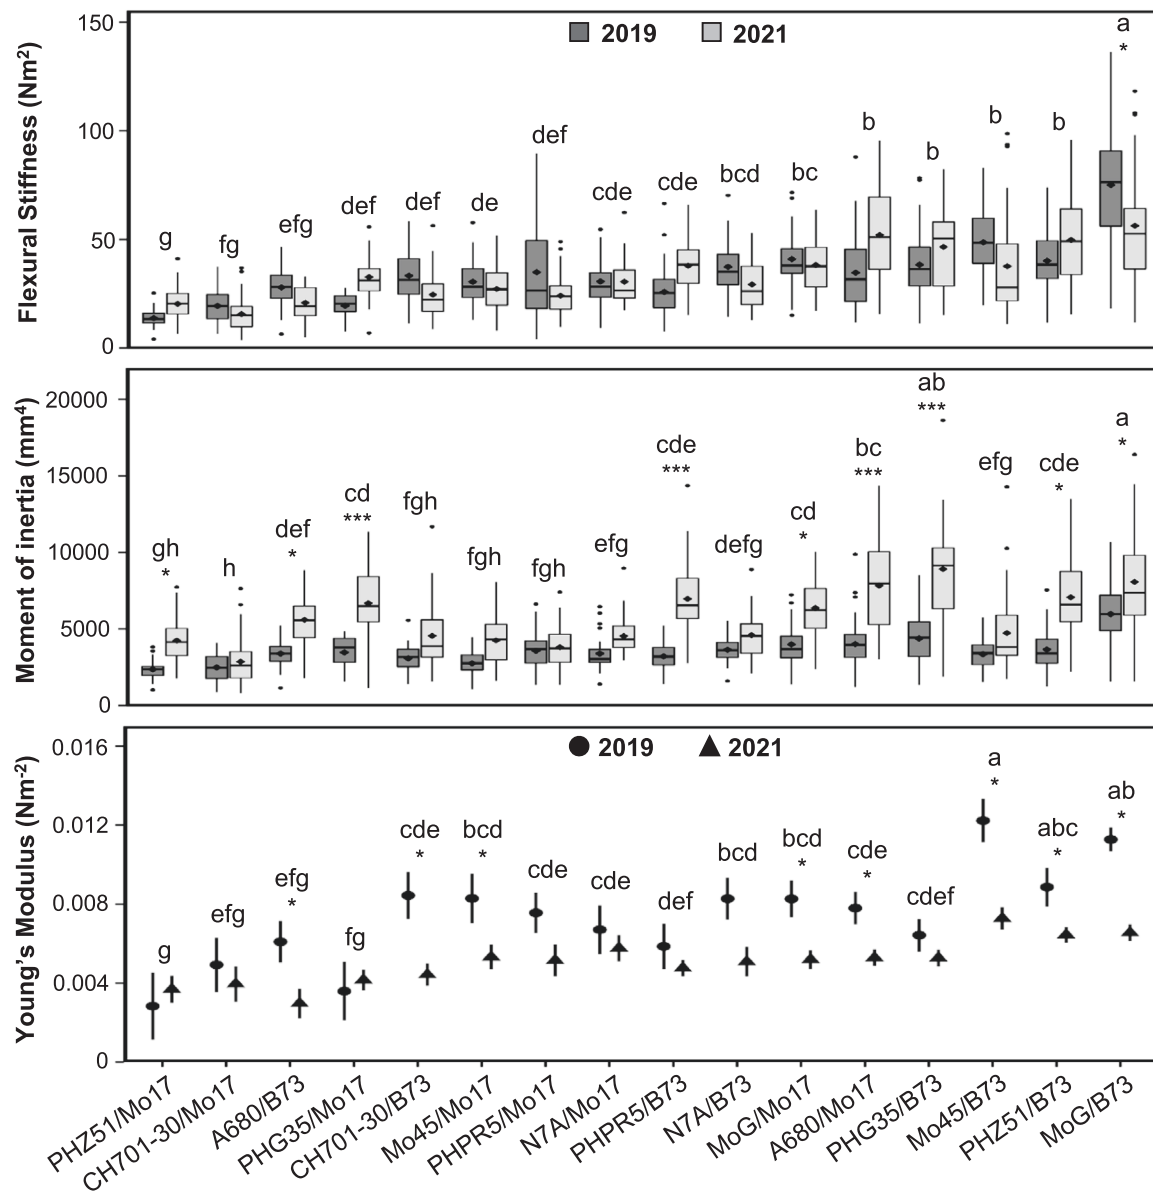 Flexural Stiffness (Nm²)
150
100
50
0
2019 2021
g fg efg def def de def cde cde bcd bc b b b b a
*
Moment of inertia (mm⁴)
20000
15000
10000
5000
0
gh h def cd fgh fgh fgh efg cde defg cd bc ab efg cde a
* * *** *** * *** *** * *
Young's Modulus (Nm⁻²)
0.016
0.012
0.008
0.004
0
2019 2021
g efg efg fg cde bcd cde cde def bcd bcd cde cdef a abc ab
* * * * * * * *
PHZ51/Mo17
CH701-30/Mo17
A680/B73
PHG35/Mo17
CH701-30/B73
Mo45/Mo17
PHPR5/Mo17
N7A/Mo17
PHPR5/B73
N7A/B73
MoG/Mo17
A680/Mo17
PHG35/B73
Mo45/B73
PHZ51/B73
MoG/B73